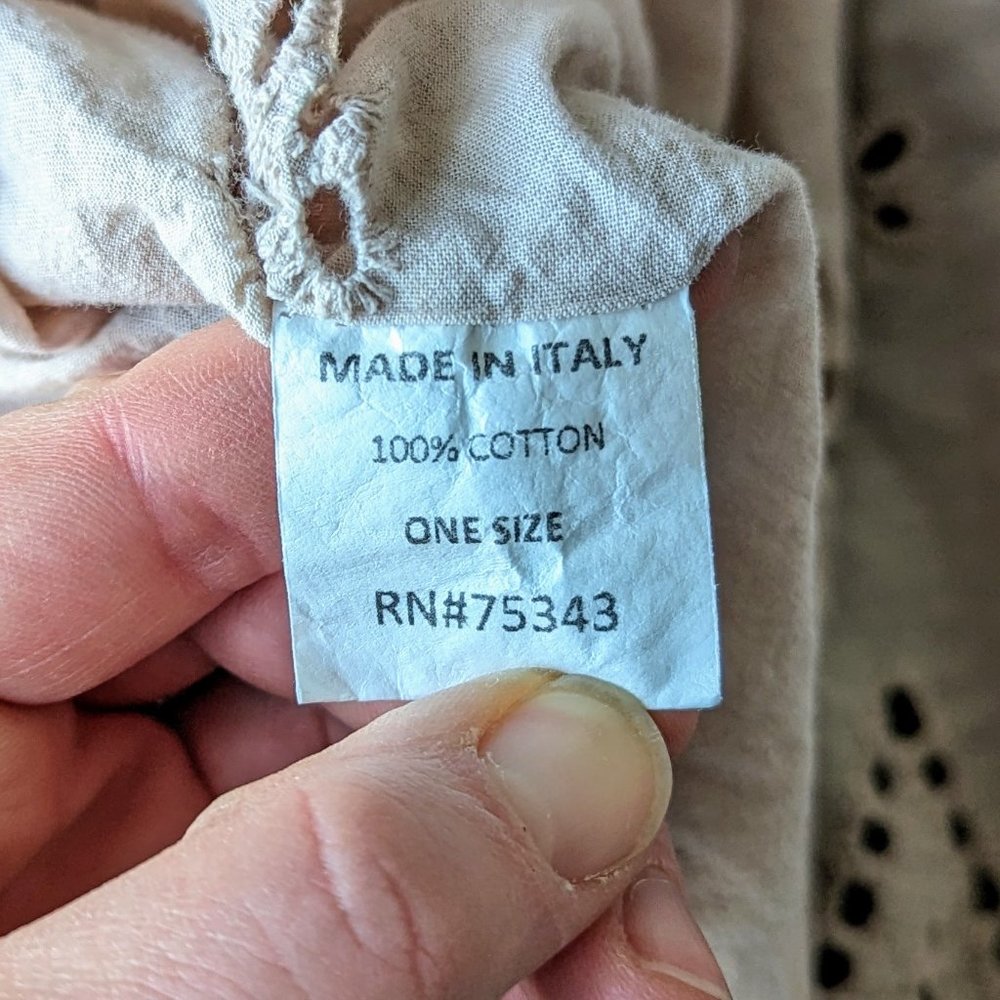 MADE IN ITALY
100% COTTON
ONE SIZE
RN#75343